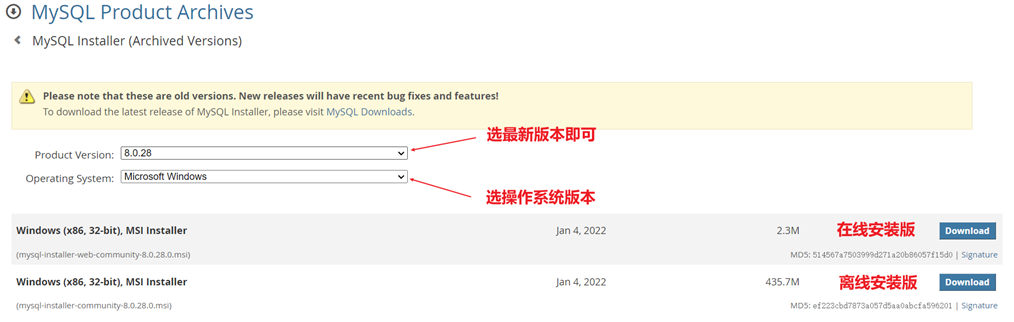 MySQL Product Archives
MySQL Installer (Archived Versions)
Please note that these are old versions. New releases will have recent bug fixes and features!
To download the latest release of MySQL Installer, please visit MySQL Downloads.
选最新版本即可
Product Version: 8.0.28
Operating System: Microsoft Windows
选操作系统版本
Windows (x86, 32-bit), MSI Installer Jan 4, 2022 2.3M 在线安装版 Download
(mysql-installer-web-community-8.0.28.0.msi) MD5: 514567a7503999d271a20b86057f15d0 | Signature
Windows (x86, 32-bit), MSI Installer Jan 4, 2022 435.7M 离线安装版 Download
(mysql-installer-community-8.0.28.0.msi) MD5: ef223cbd7873a057d5aa0abcfa596201 | Signature